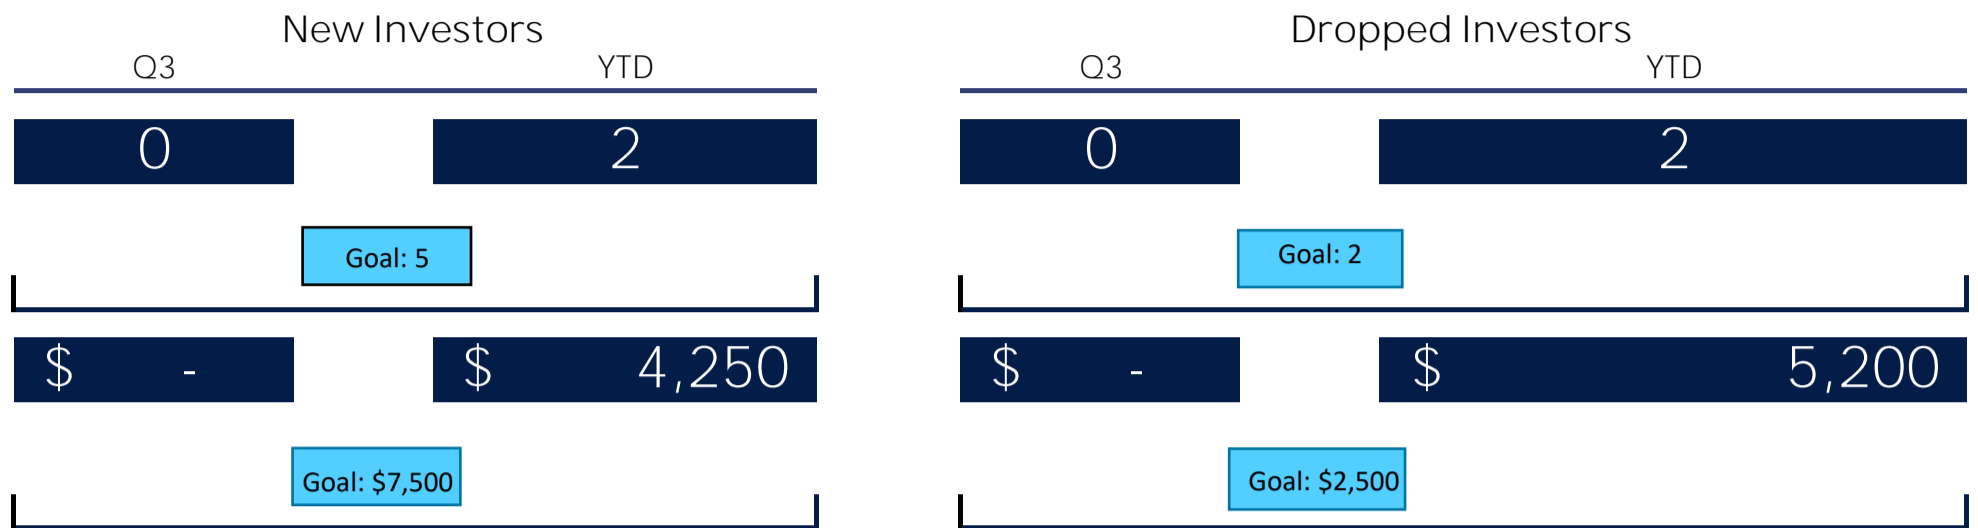 New Investors
Q3 YTD
0 2
Goal: 5
$ - $ 4,250
Goal: $7,500
Dropped Investors
Q3 YTD
0 2
Goal: 2
$ - $ 5,200
Goal: $2,500